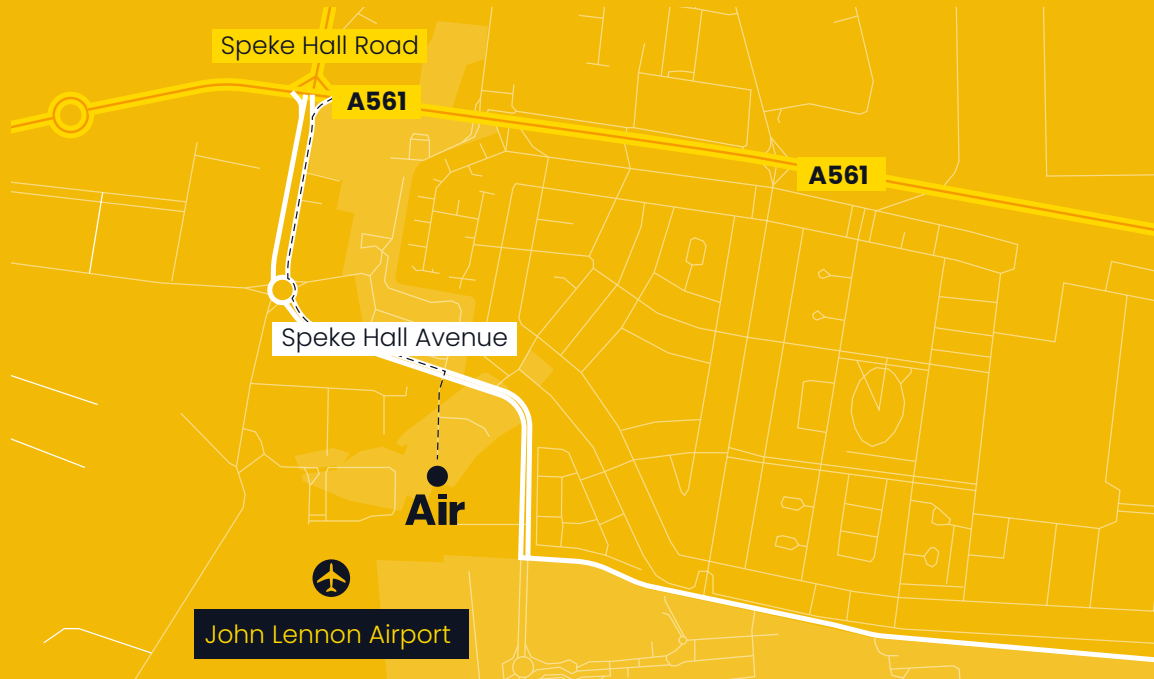 Speke Hall Road
A561
A561
Speke Hall Avenue
Air
John Lennon Airport